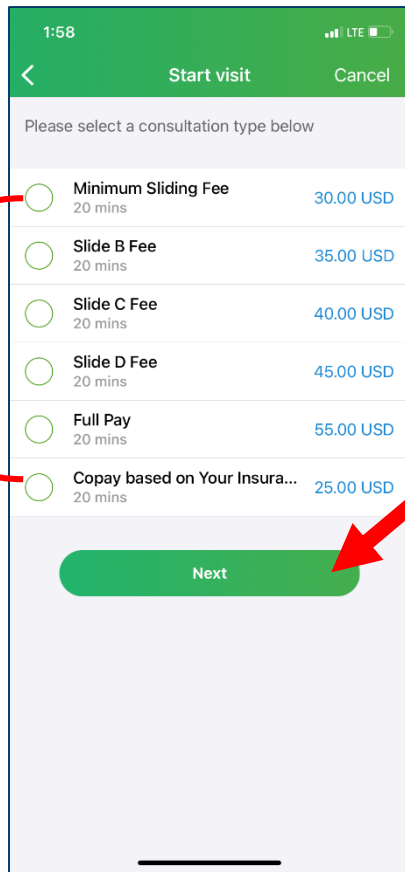 1:58
LTE
Start visit
Cancel
Please select a consultation type below
Minimum Sliding Fee
30.00 USD
20 mins
Slide B Fee
35.00 USD
20 mins
Slide C Fee
40.00 USD
20 mins
Slide D Fee
45.00 USD
20 mins
Full Pay
55.00 USD
20 mins
Copay based on Your Insura...
25.00 USD
20 mins
Next